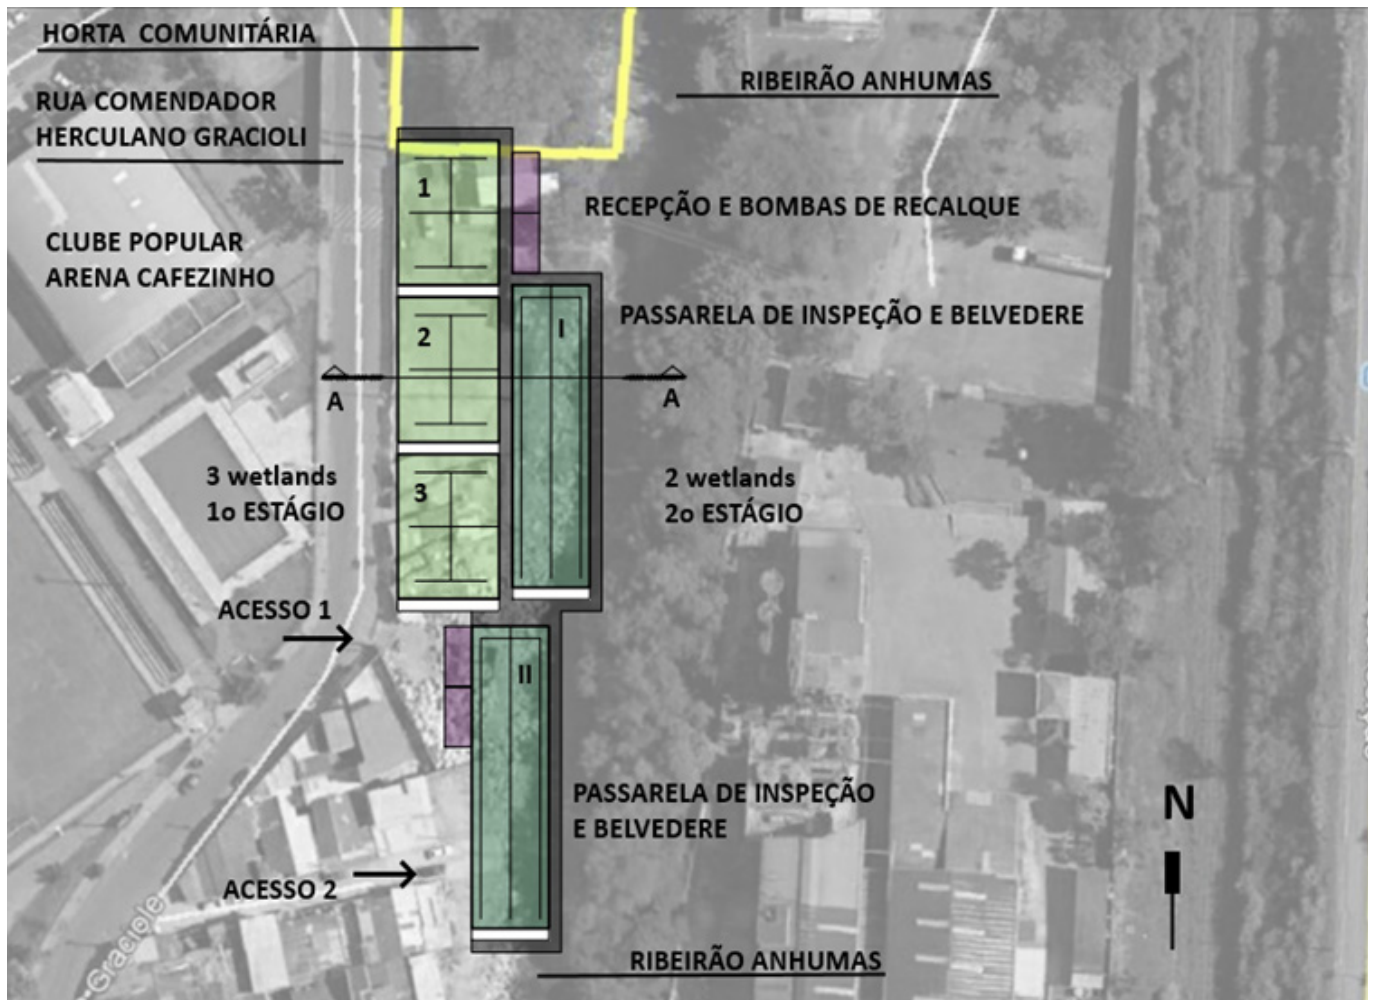 HORTA COMUNITÁRIA
RIBEIRÃO ANHUMAS
RUA COMENDADOR
HERCULANO GRACIOLI
1
RECEPÇÃO E BOMBAS DE RECALQUE
CLUBE POPULAR
ARENA CAFEZINHO
PASSARELA DE INSPEÇÃO E BELVEDERE
I
2
A
A
3 wetlands
1o ESTÁGIO
3
2 wetlands
2o ESTÁGIO
ACESSO 1
II
PASSARELA DE INSPEÇÃO
E BELVEDERE
N
ACESSO 2
Graciole
RIBEIRÃO ANHUMAS